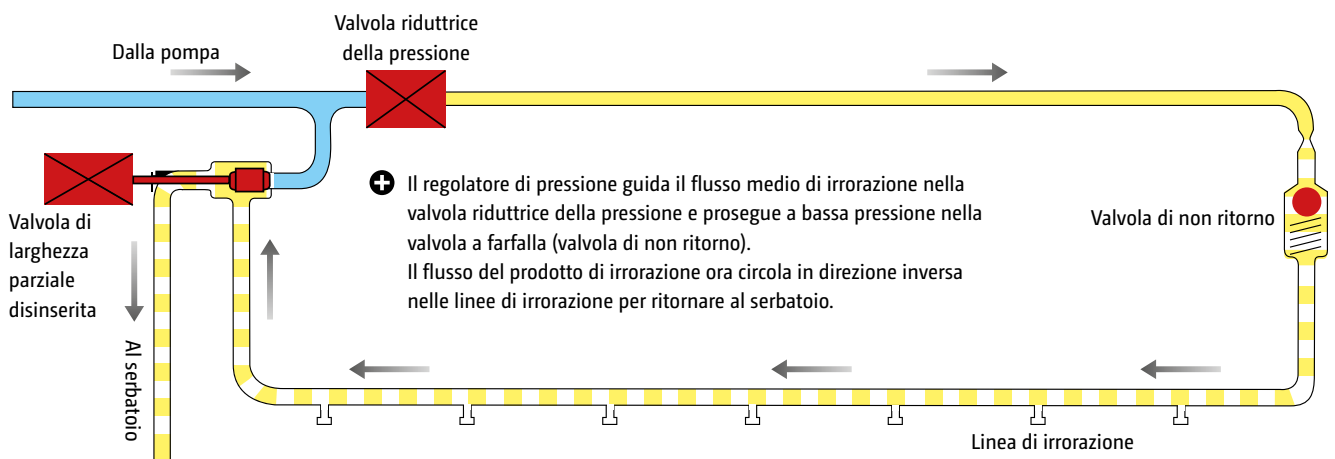 Valvola riduttrice
della pressione
Dalla pompa
Valvola di
larghezza
parziale
disinserita
Al serbatoio
Il regolatore di pressione guida il flusso medio di irrorazione nella
valvola riduttrice della pressione e prosegue a bassa pressione nella
valvola a farfalla (valvola di non ritorno).
Il flusso del prodotto di irrorazione ora circola in direzione inversa
nelle linee di irrorazione per ritornare al serbatoio.
Valvola di non ritorno
Linea di irrorazione